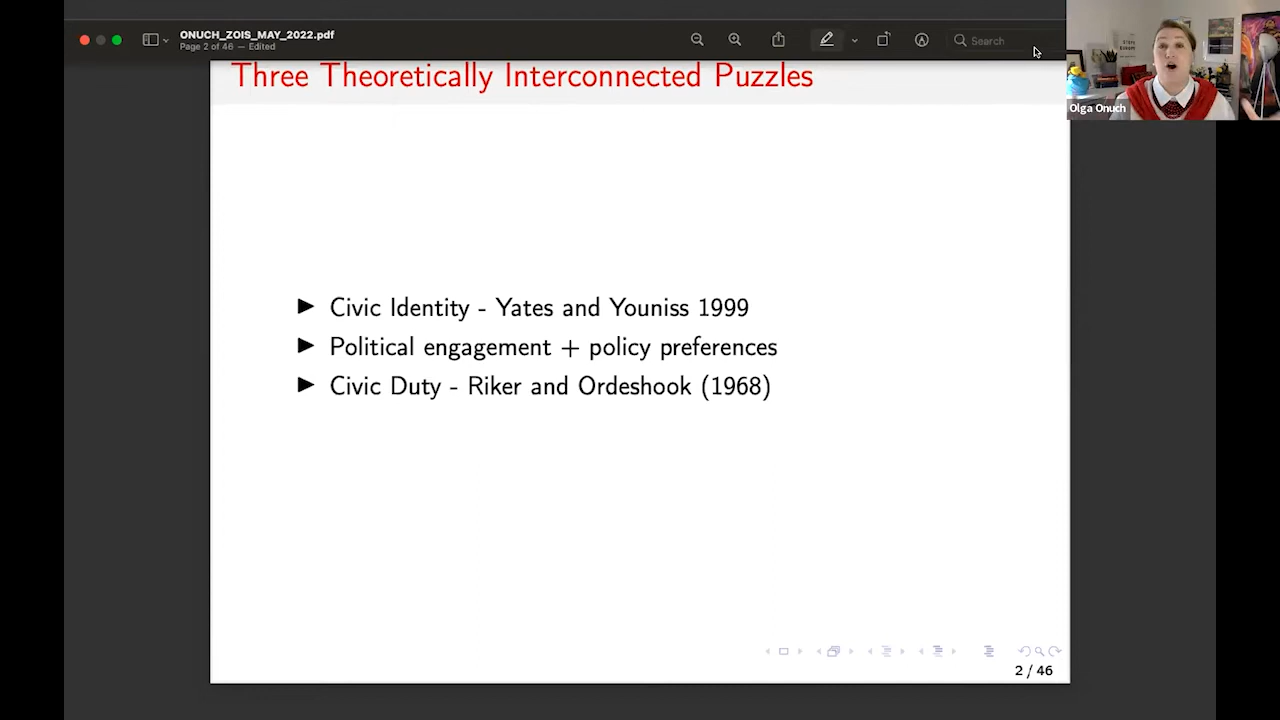 ONUCH_ZOIS_MAY_2022.pdf
Page 2 of 46 — Edited
Search
Olga Onuch
Three Theoretically Interconnected Puzzles
▶ Civic Identity - Yates and Youniss 1999
▶ Political engagement + policy preferences
▶ Civic Duty - Riker and Ordeshook (1968)
2 / 46